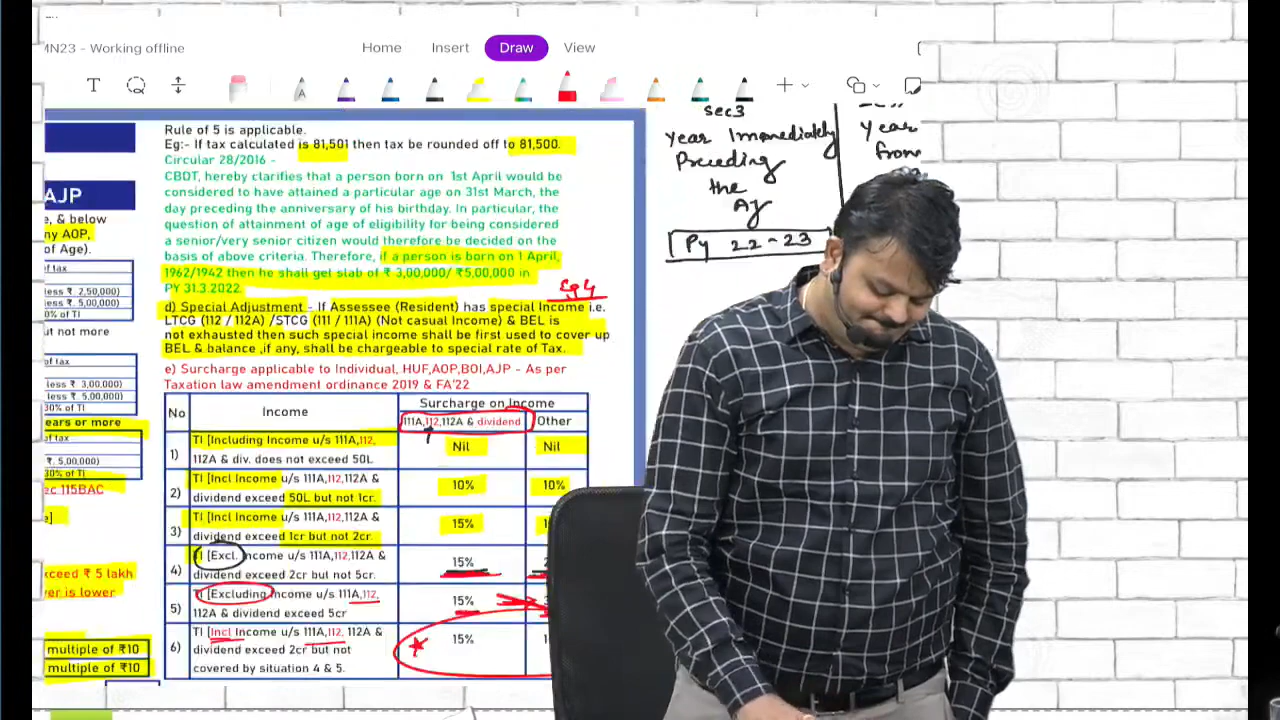 MN23 - Working offline
Home Insert Draw View
T
A
AJP
e, & below
ny AOP,
of Age).
of tax
less ₹. 2,50,000)
less ₹. 5,00,000)
0% of TI
out not more
of tax
less ₹. 3,00,000)
less ₹. 5,00,000)
0% of TI
ears or more
of tax
₹. 5,00,000)
30% of TI
ec 115BAC
e]
xceed ₹ 5 lakh
ver is lower
multiple of ₹10
multiple of ₹10
Rule of 5 is applicable.
Eg:- If tax calculated is 81,501 then tax be rounded off to 81,500.
Circular 28/2016 -
CBDT, hereby clarifies that a person born on 1st April would be
considered to have attained a particular age on 31st March, the
day preceding the anniversary of his birthday. In particular, the
question of attainment of age of eligibility for being considered
a senior/very senior citizen would therefore be decided on the
basis of above criteria. Therefore, if a person is born on 1 April,
1962/1942 then he shall get slab of ₹ 3,00,000/ ₹5,00,000 in
PY 31.3.2022.
Eg 4
d) Special Adjustment - If Assessee (Resident) has special Income i.e.
LTCG (112 / 112A) /STCG (111 / 111A) (Not casual Income) & BEL is
not exhausted then such special income shall be first used to cover up
BEL & balance ,if any, shall be chargeable to special rate of Tax.
e) Surcharge applicable to Individual, HUF,AOP,BOI,AJP - As per
Taxation law amendment ordinance 2019 & FA'22
No Income Surcharge on Income
111A,112,112A & dividend Other
1) TI [Including Income u/s 111A,112,
112A & div. does not exceed 50L Nil Nil
2) TI [Incl Income u/s 111A,112,112A &
dividend exceed 50L but not 1cr. 10% 10%
3) TI [Incl Income u/s 111A,112,112A &
dividend exceed 1cr but not 2cr. 15%
4) TI [Excl. Income u/s 111A,112,112A &
dividend exceed 2cr but not 5cr. 15%
5) TI [Excluding Income u/s 111A,112,
112A & dividend exceed 5cr 15%
6) TI [Incl Income u/s 111A,112, 112A &
dividend exceed 2cr but not
covered by situation 4 & 5. 15%
sec3
Year Immediately
Preceding
the
AY
Py 22-23
Year
from